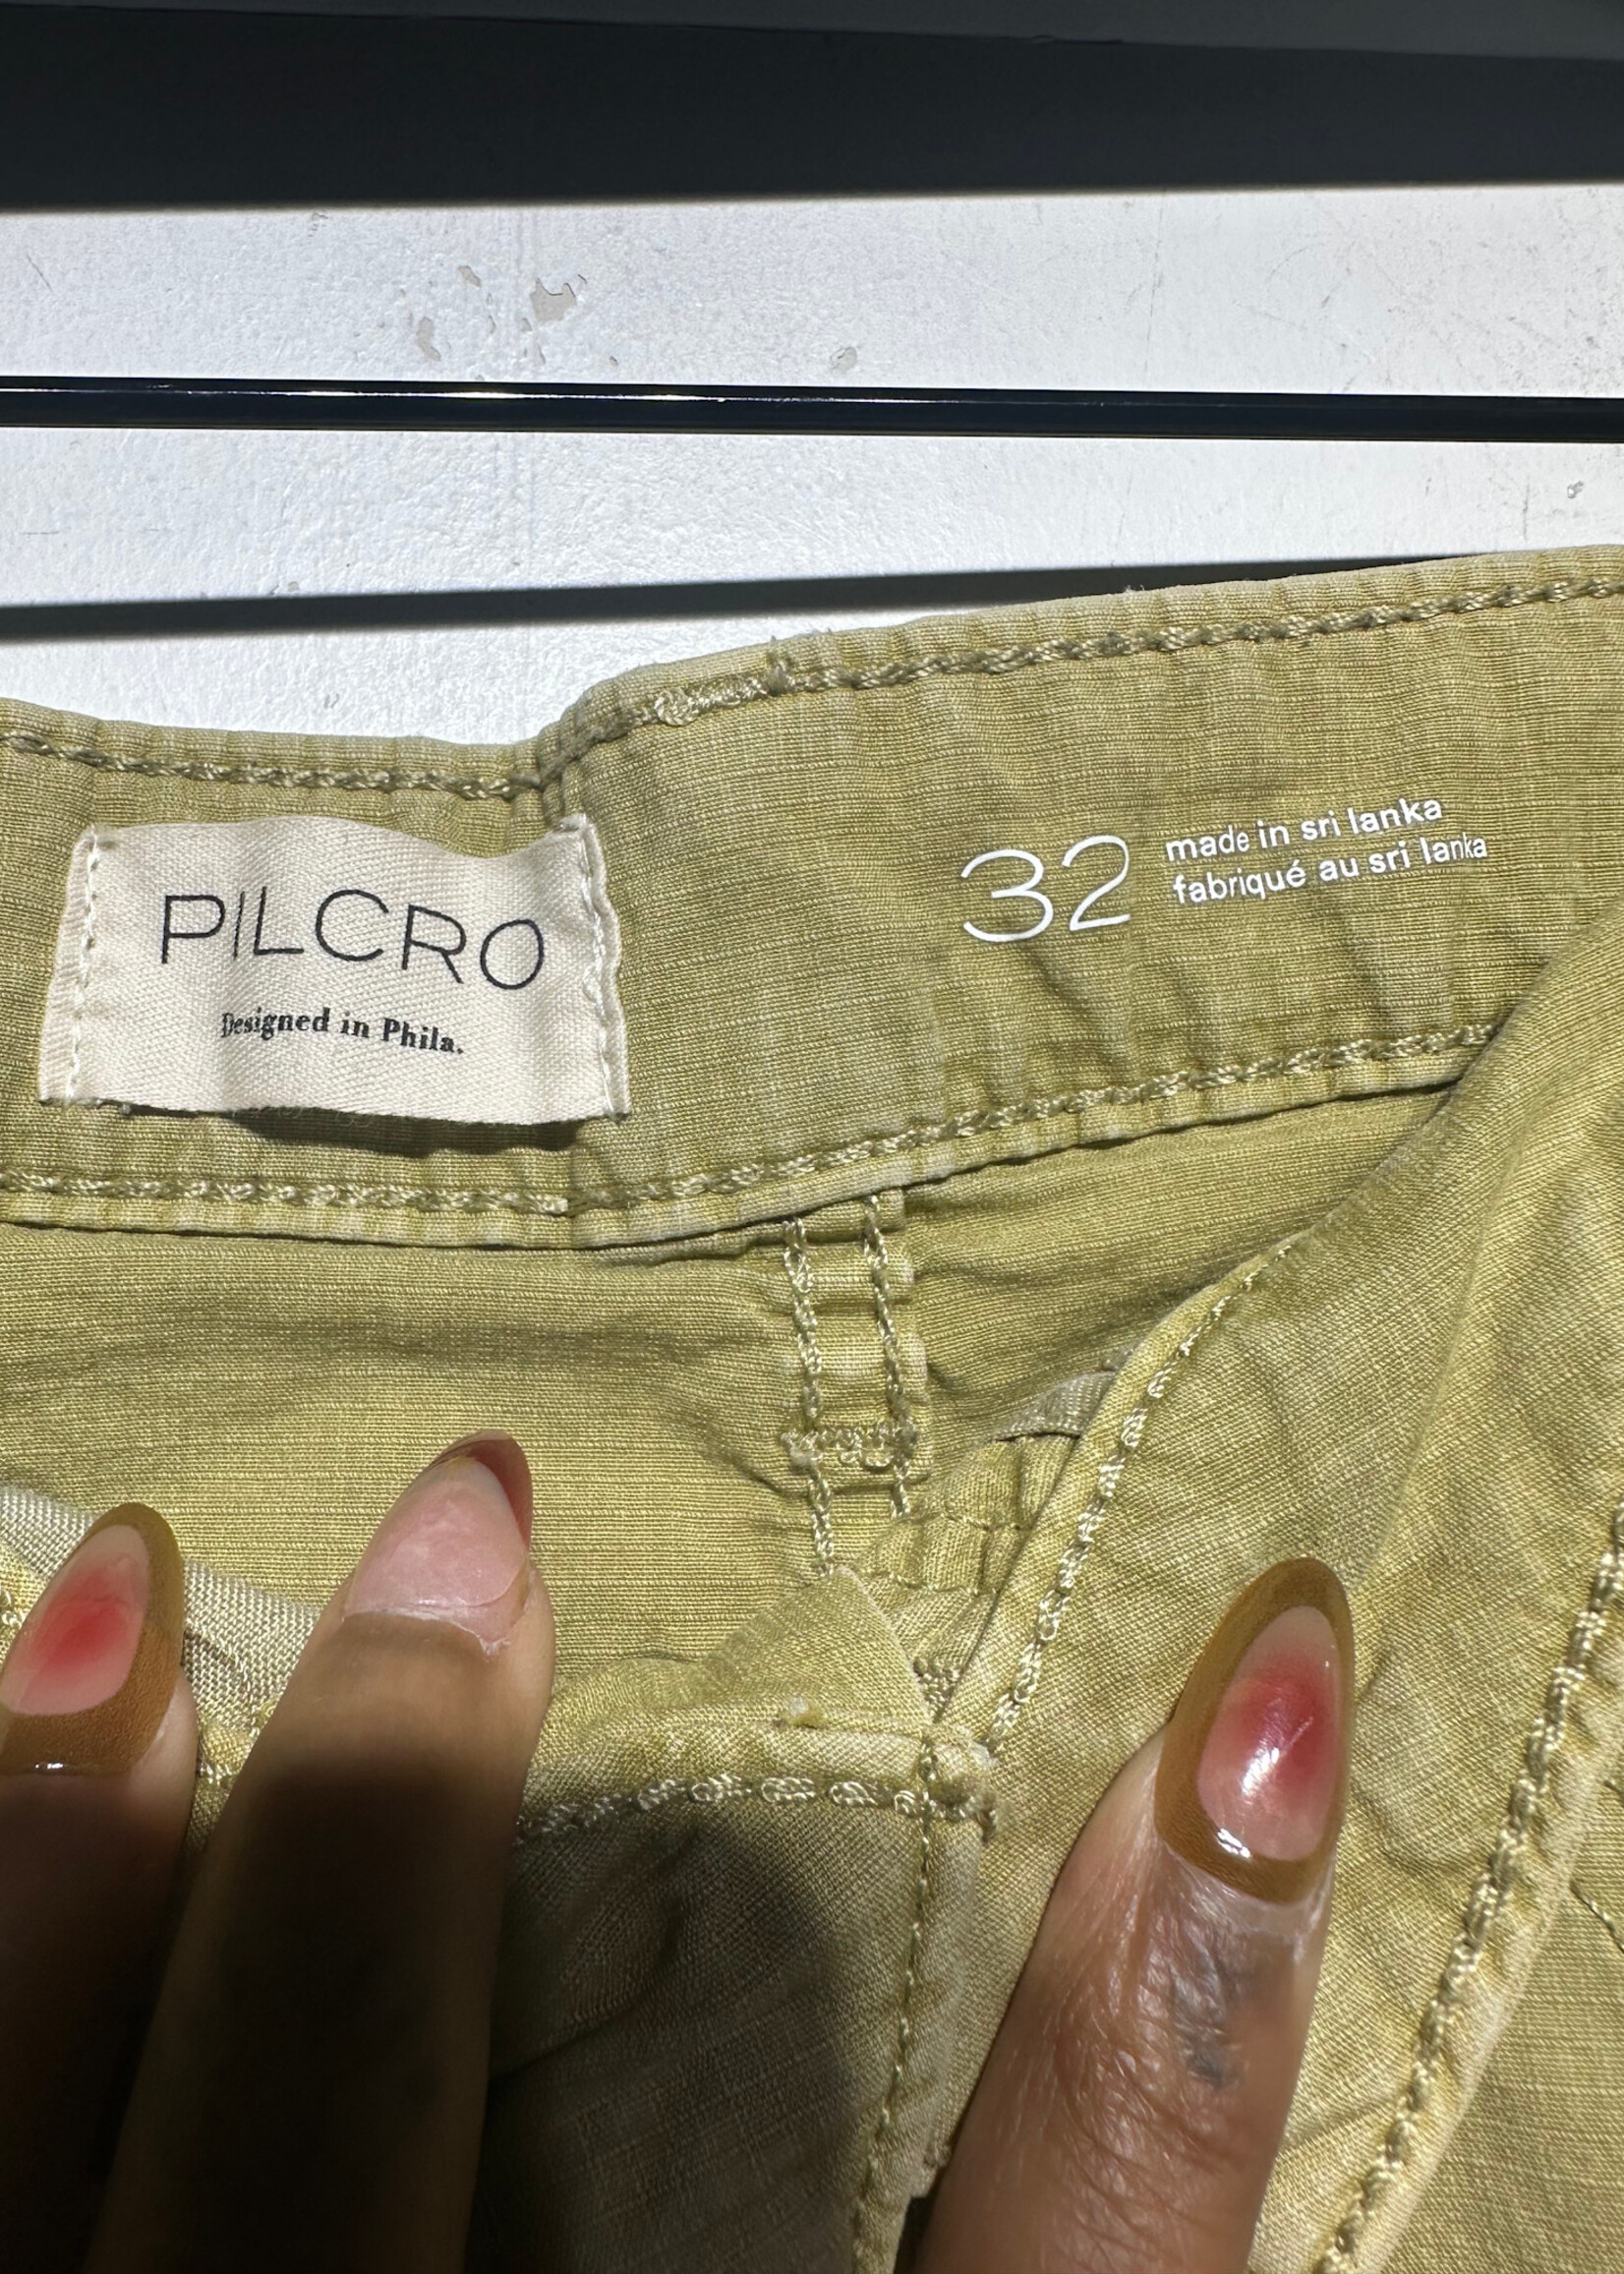 PILCRO
Designed in Phila.
32
made in sri lanka
fabriqué au sri lanka